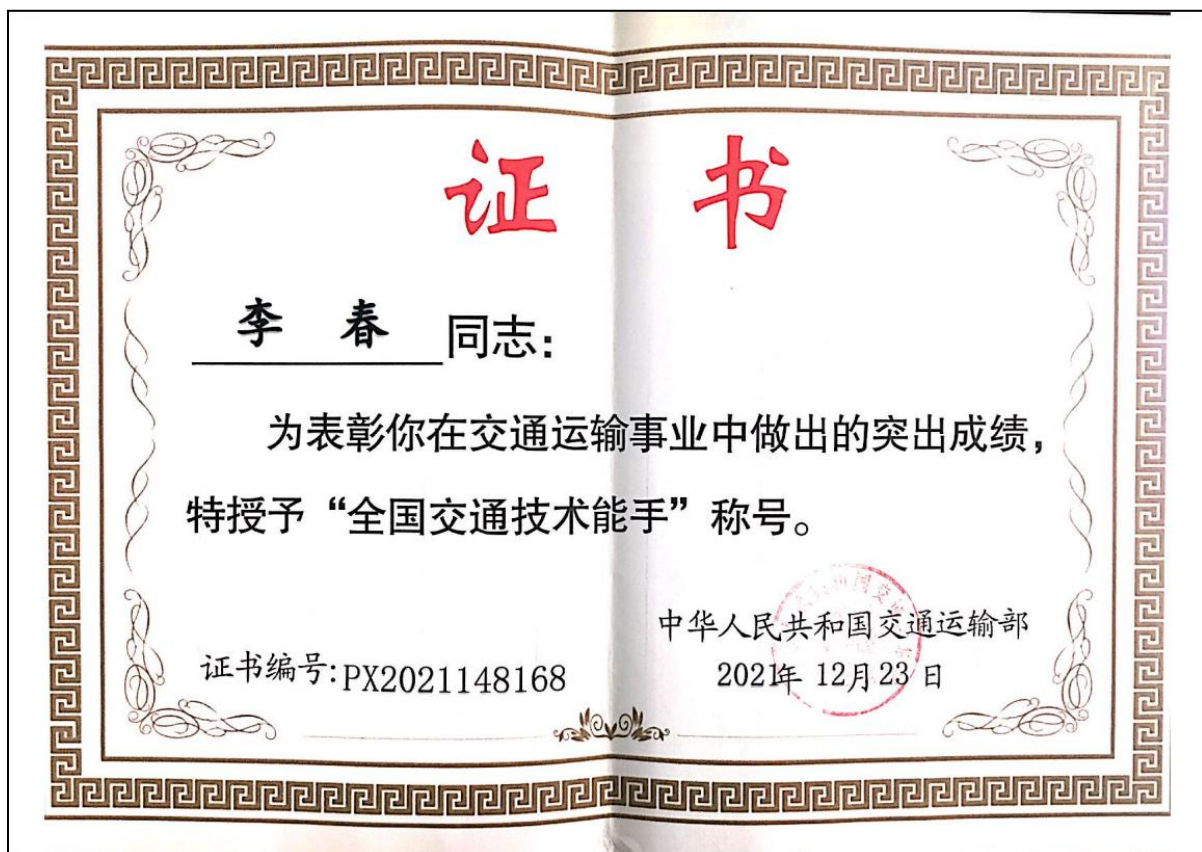 证 书
李 春 同志：
为表彰你在交通运输事业中做出的突出成绩，
特授予“全国交通技术能手”称号。
中华人民共和国交通运输部
证书编号：PX2021148168
2021年 12月 23 日